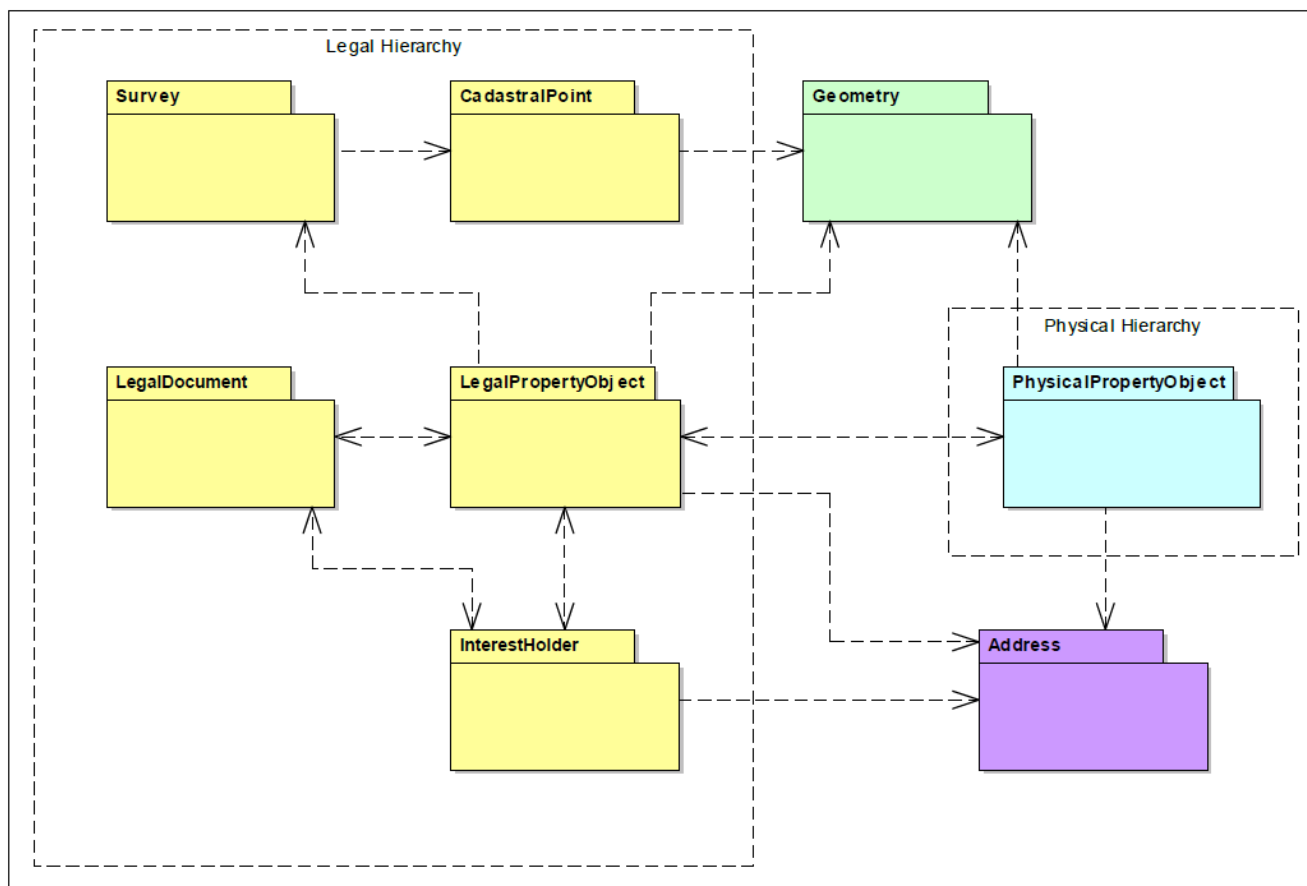 Legal Hierarchy
Survey
CadastralPoint
Geometry
Physical Hierarchy
LegalDocument
LegalPropertyObject
PhysicalPropertyObject
InterestHolder
Address